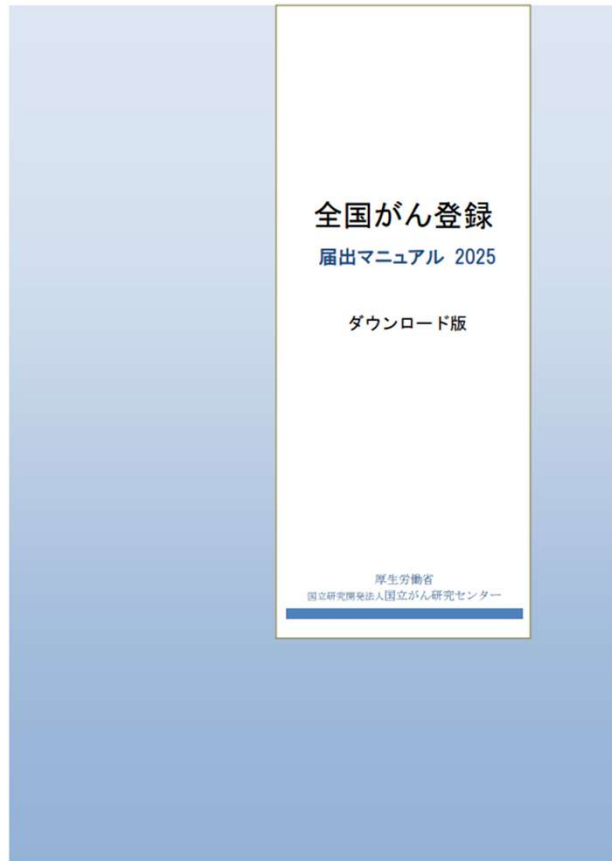 全国がん登録
届出マニュアル 2025
ダウンロード版
厚生労働省
国立研究開発法人国立がん研究センター